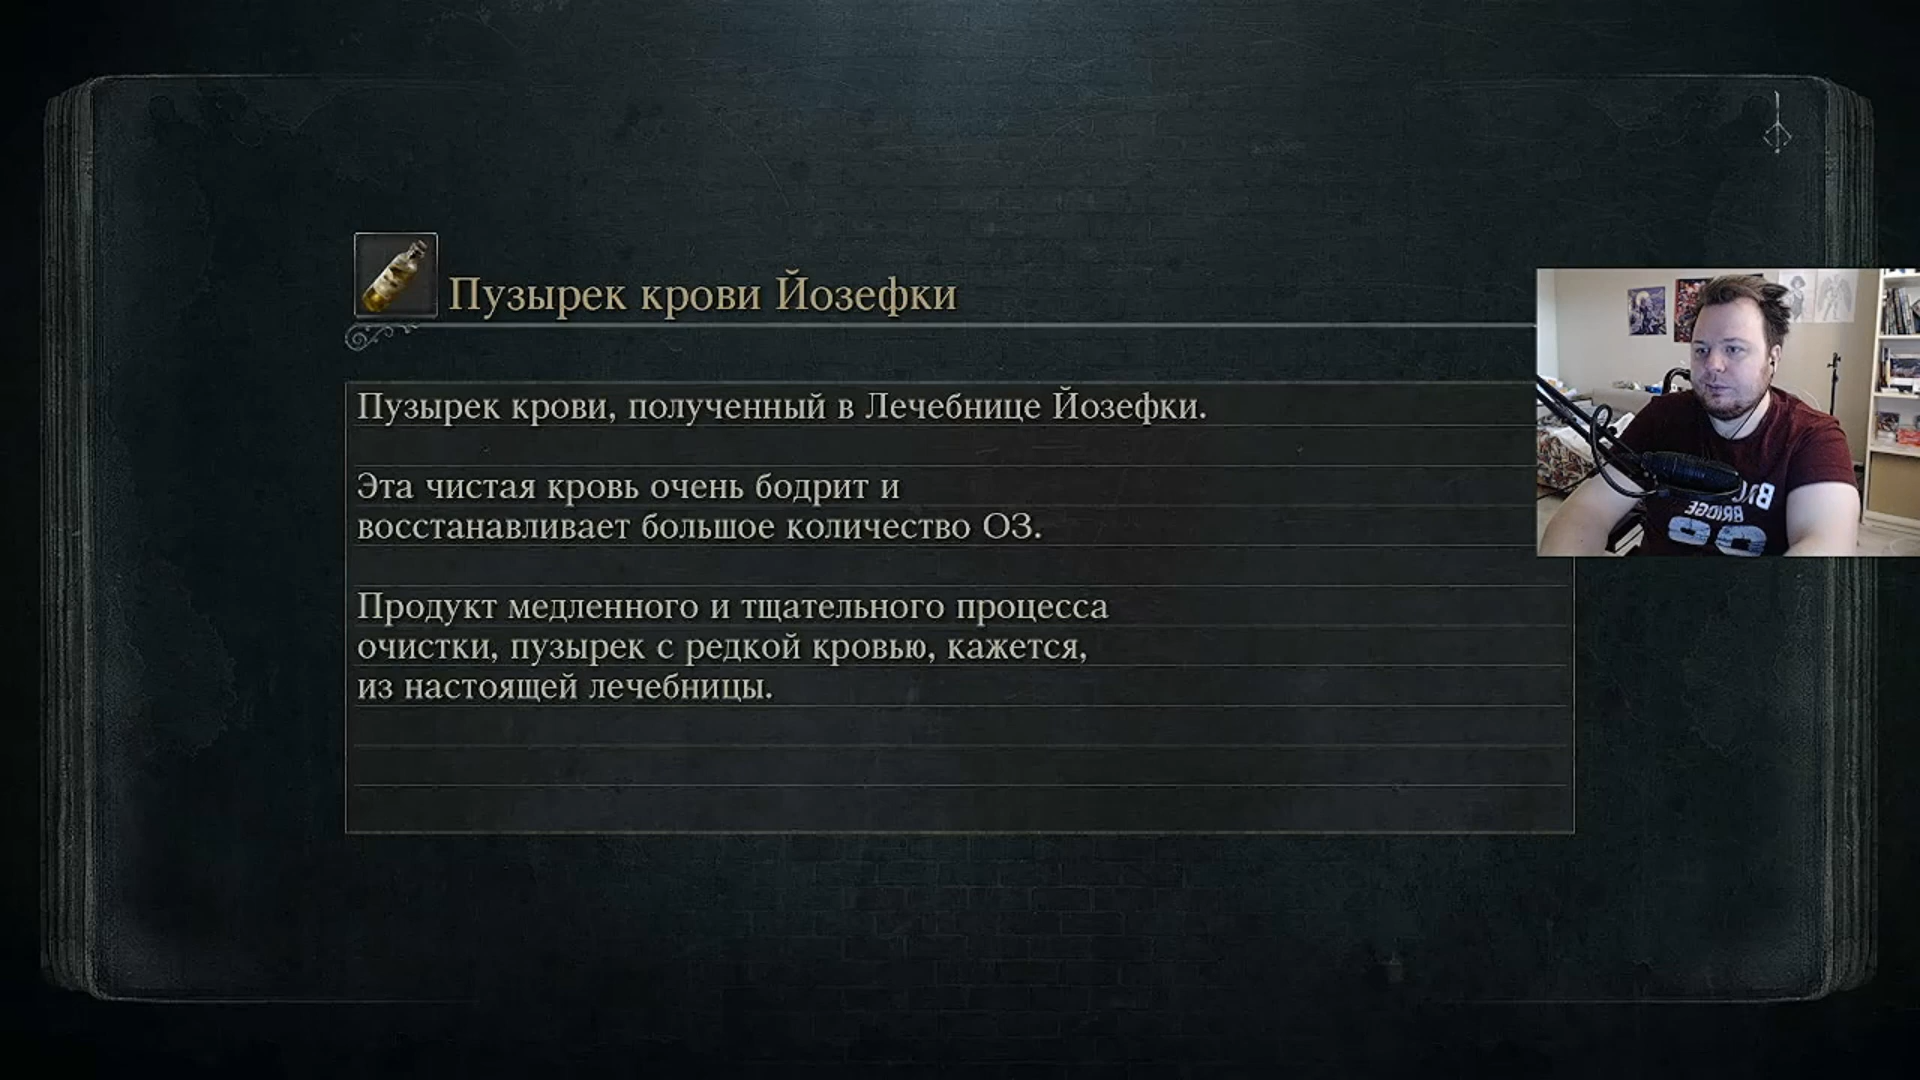 Пузырек крови Йозефки
Пузырек крови, полученный в Лечебнице Йозефки.
Эта чистая кровь очень бодрит и
восстанавливает большое количество ОЗ.
Продукт медленного и тщательного процесса
очистки, пузырек с редкой кровью, кажется,
из настоящей лечебницы.
BRIDGE